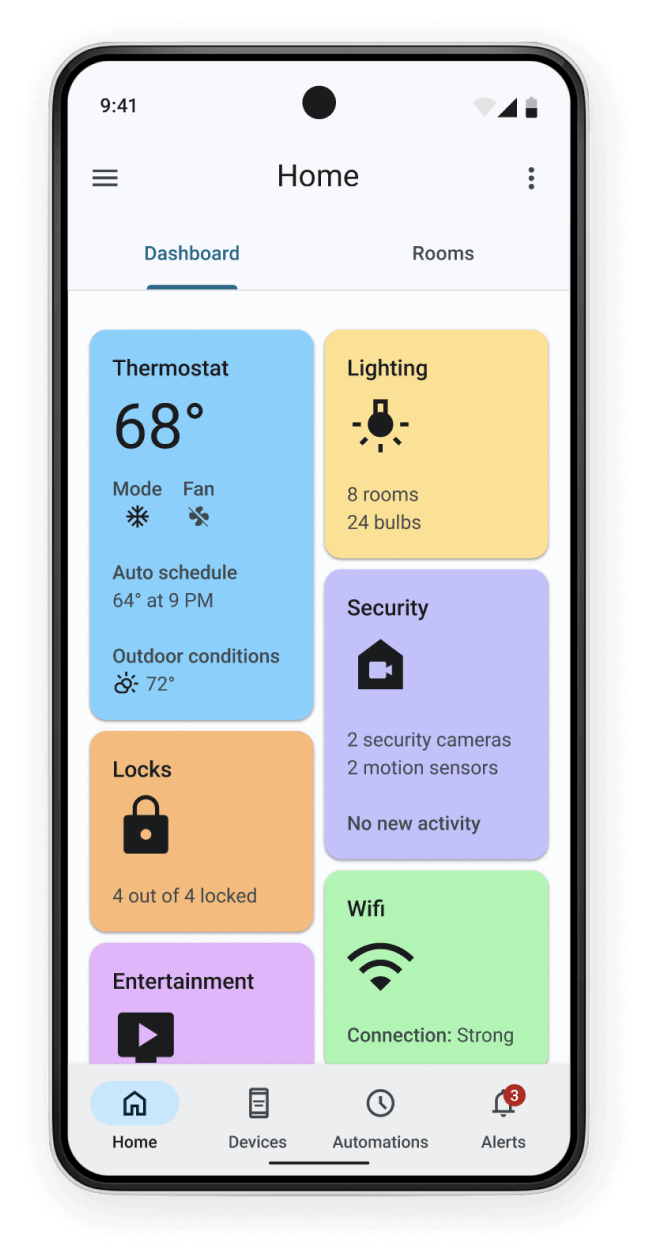 9:41
Home
Dashboard
Rooms
Thermostat
68°
Mode Fan
Auto schedule
64° at 9 PM
Outdoor conditions
72°
Lighting
8 rooms
24 bulbs
Security
2 security cameras
2 motion sensors
No new activity
Locks
4 out of 4 locked
Wifi
Connection: Strong
Entertainment
3
Home
Devices
Automations
Alerts